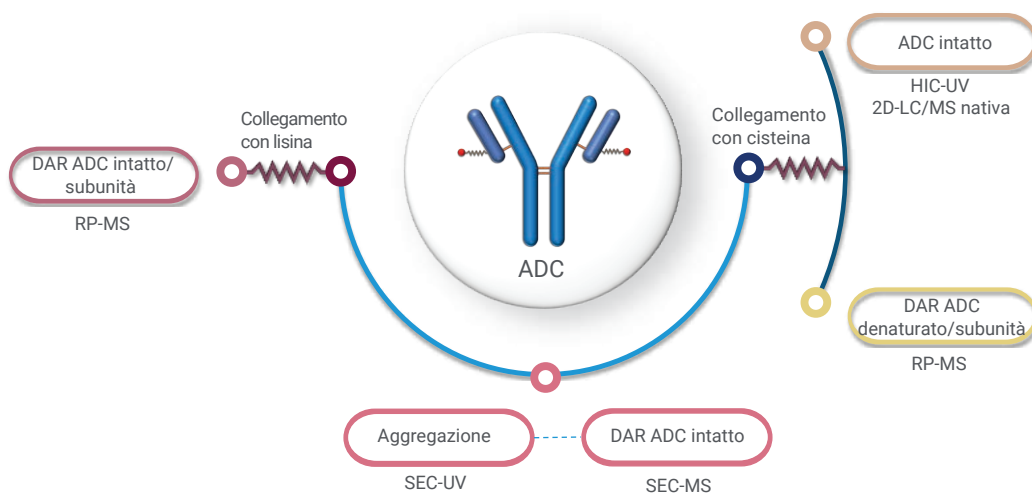 Collegamento
con lisina
DAR ADC intatto/
subunità
RP-MS
ADC
Collegamento
con cisteina
ADC intatto
HIC-UV
2D-LC/MS nativa
DAR ADC
denaturato/subunità
RP-MS
Aggregazione
SEC-UV
DAR ADC intatto
SEC-MS